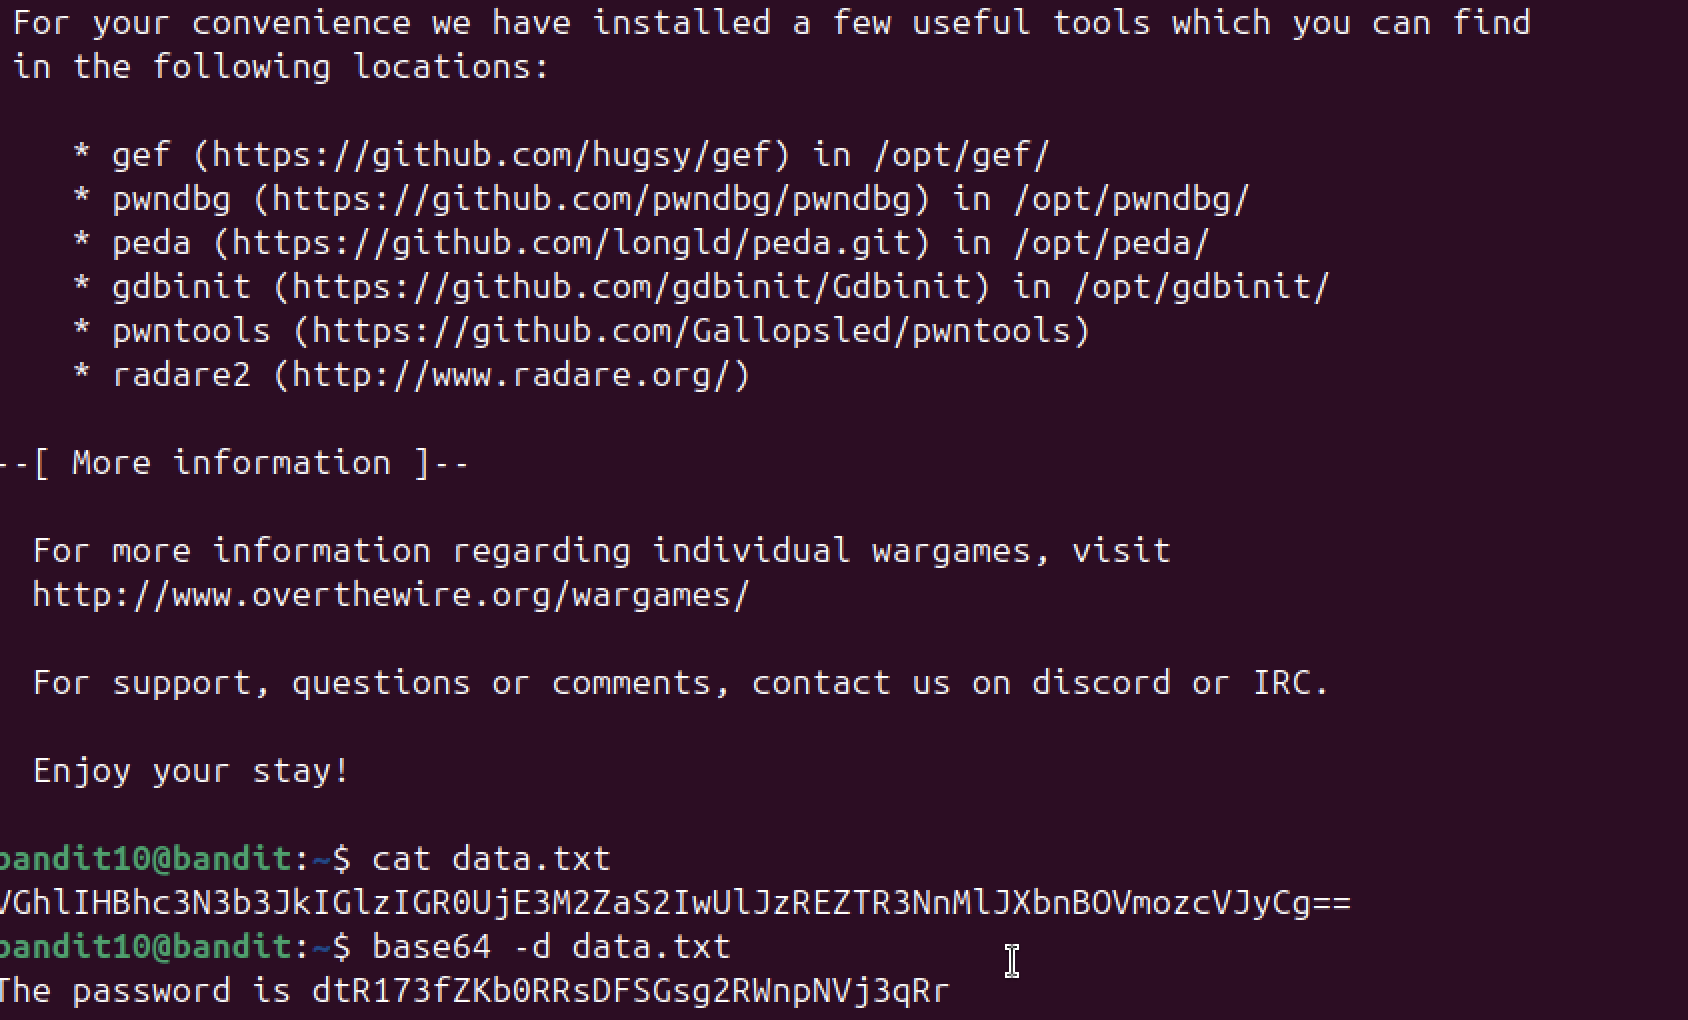 For your convenience we have installed a few useful tools which you can find
in the following locations:
* gef (https://github.com/hugsy/gef) in /opt/gef/
* pwndbg (https://github.com/pwndbg/pwndbg) in /opt/pwndbg/
* peda (https://github.com/longld/peda.git) in /opt/peda/
* gdbinit (https://github.com/gdbinit/Gdbinit) in /opt/gdbinit/
* pwntools (https://github.com/Gallopsled/pwntools)
* radare2 (http://www.radare.org/)
--[ More information ]--
For more information regarding individual wargames, visit
http://www.overthewire.org/wargames/
For support, questions or comments, contact us on discord or IRC.
Enjoy your stay!
bandit10@bandit:~$ cat data.txt
VGhlIHBhc3N3b3JkIGlzIGR0UjE3M2ZaS2IwUlJzREZTR3NnMlJXbnBOVmozcVJyCg==
bandit10@bandit:~$ base64 -d data.txt
The password is dtR173fZKb0RRsDFSGsg2RWnpNVj3qRr